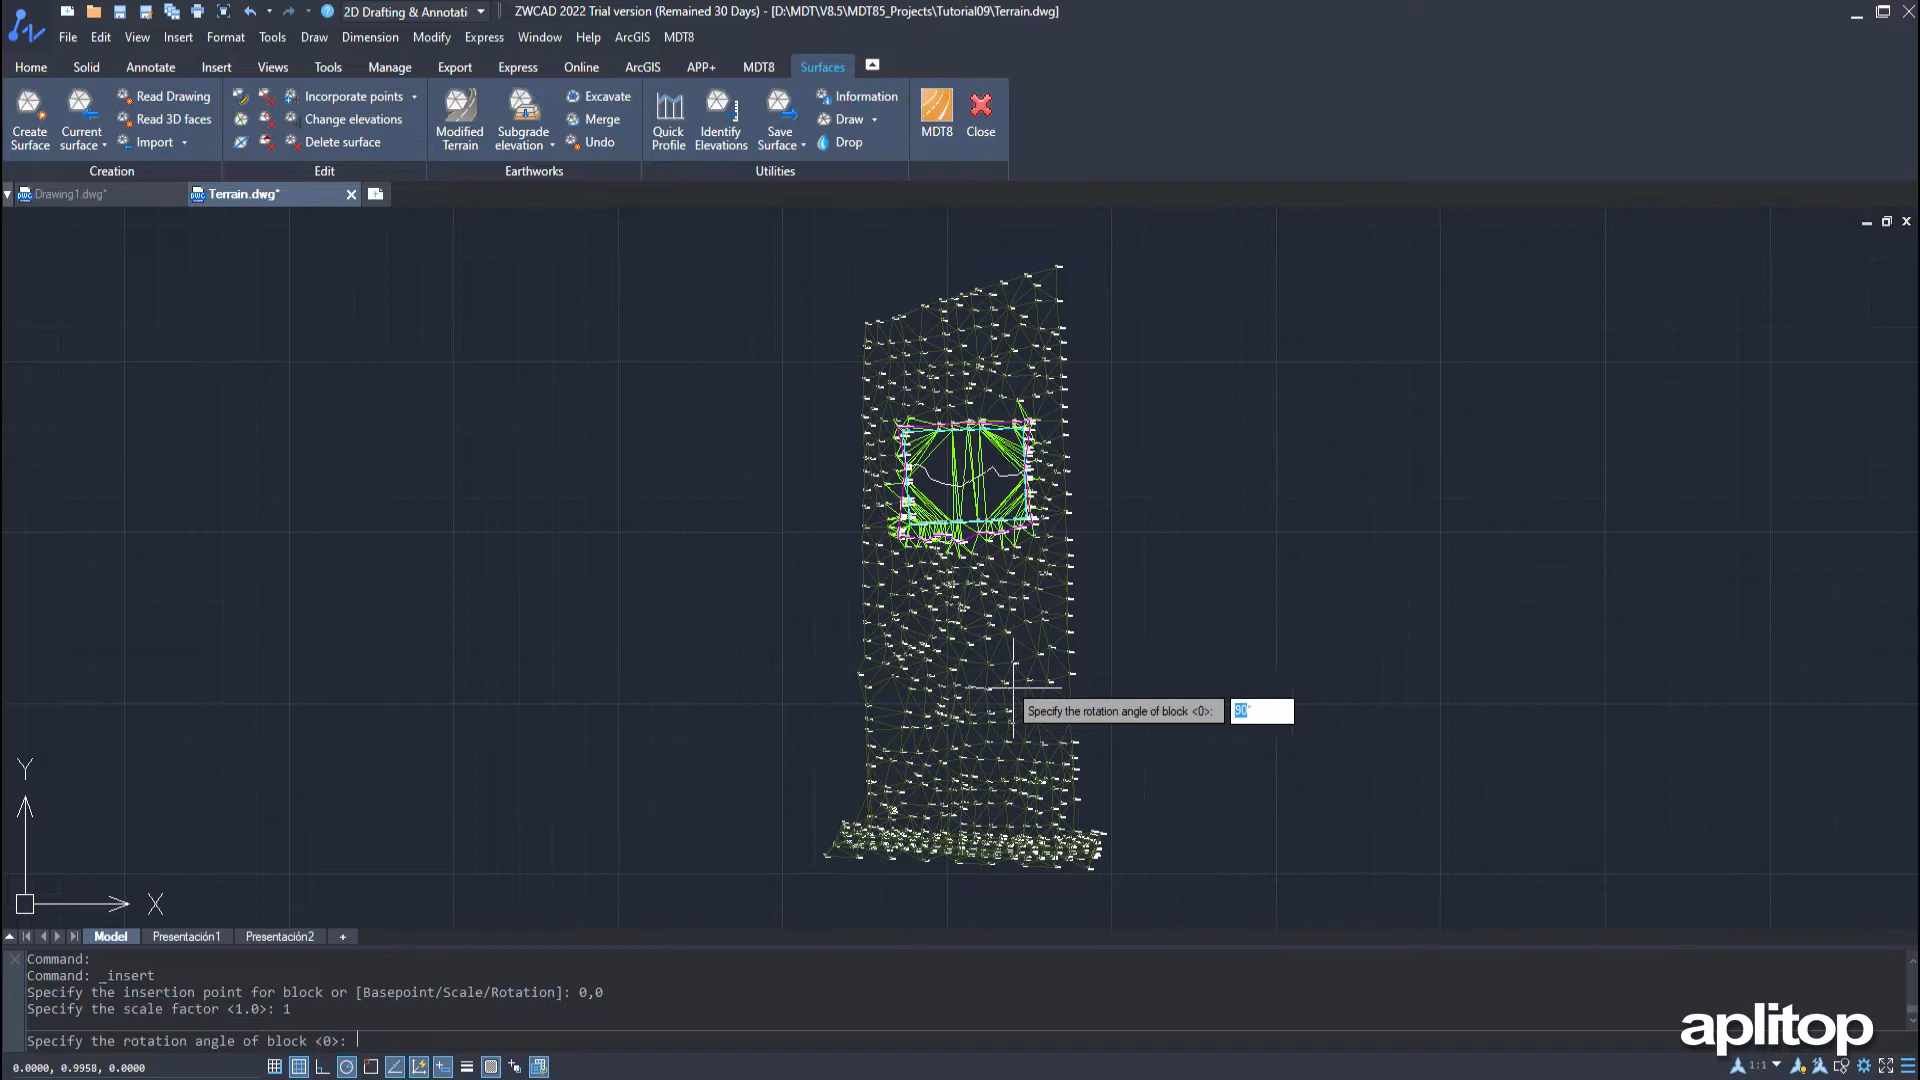 2D Drafting & Annotati
ZWCAD 2022 Trial version (Remained 30 Days) - [D:\MDT\V8.5\MDT85_Projects\Tutorial09\Terrain.dwg]
File Edit View Insert Format Tools Draw Dimension Modify Express Window Help ArcGIS MDT8
Home Solid Annotate Insert Views Tools Manage Export Express Online ArcGIS APP+ MDT8 Surfaces
Create Surface
Current surface
Read Drawing
Read 3D faces
Import
Creation
Incorporate points
Change elevations
Delete surface
Edit
Modified Terrain
Subgrade elevation
Excavate
Merge
Undo
Earthworks
Quick Profile
Identify Elevations
Save Surface
Information
Draw
Drop
Utilities
MDT8
Close
Drawing1.dwg*
Terrain.dwg*
Specify the rotation angle of block <0>: 90°
Y
X
Model Presentación1 Presentación2 +
Command:
Command: _insert
Specify the insertion point for block or [Basepoint/Scale/Rotation]: 0,0
Specify the scale factor <1.0>: 1
Specify the rotation angle of block <0>:
aplitop
0.0000, 0.9958, 0.0000
1:1